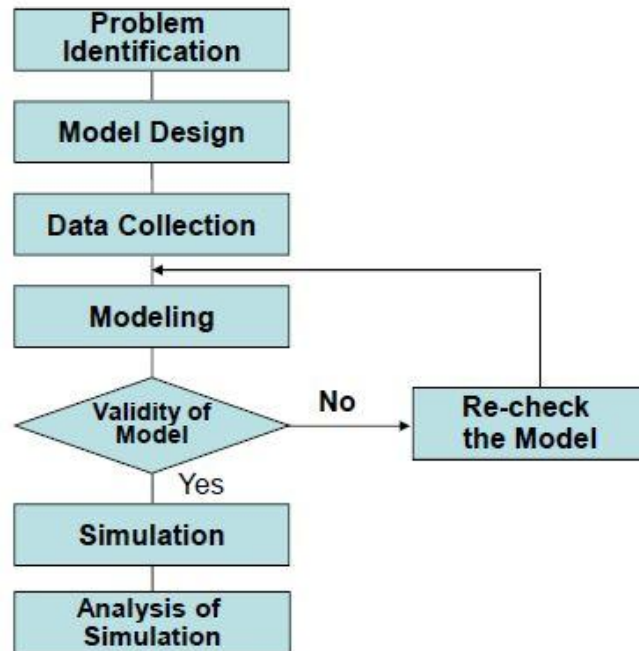 Problem
Identification
Model Design
Data Collection
Modeling
Validity of
Model
No
Re-check
the Model
Yes
Simulation
Analysis of
Simulation